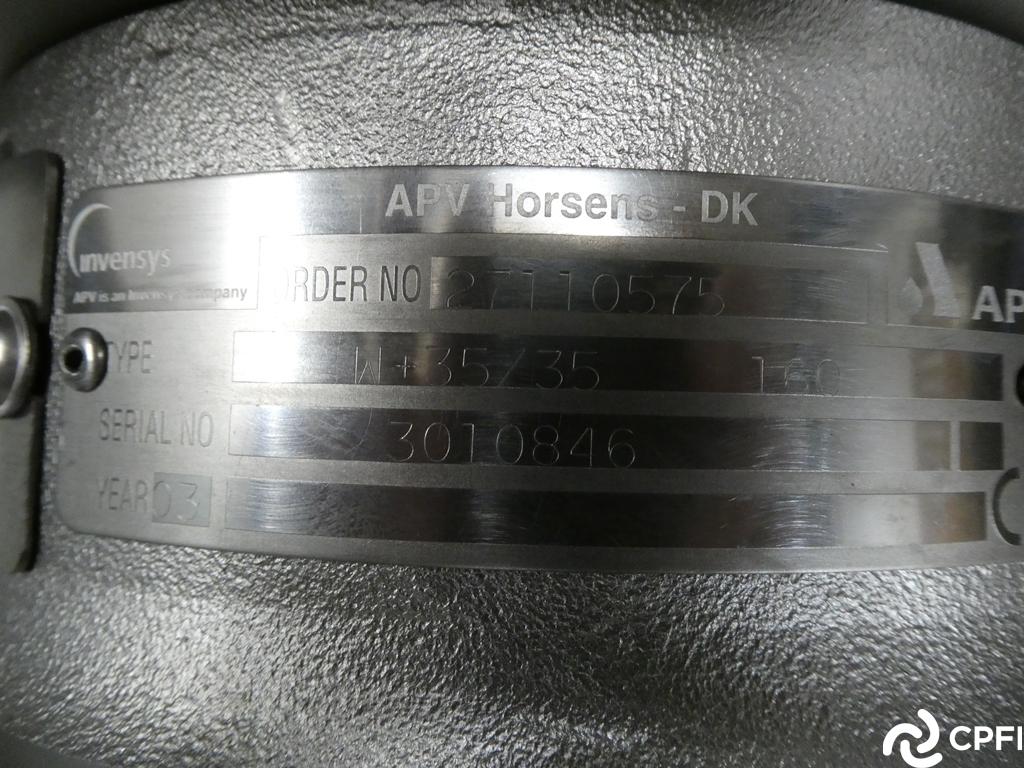 APV Horsens - DK
invensys
APV is an Invensys company
ORDER NO 27110575
AP
TYPE W+35/35 160
SERIAL NO 3010846
YEAR 03
C
CPFI